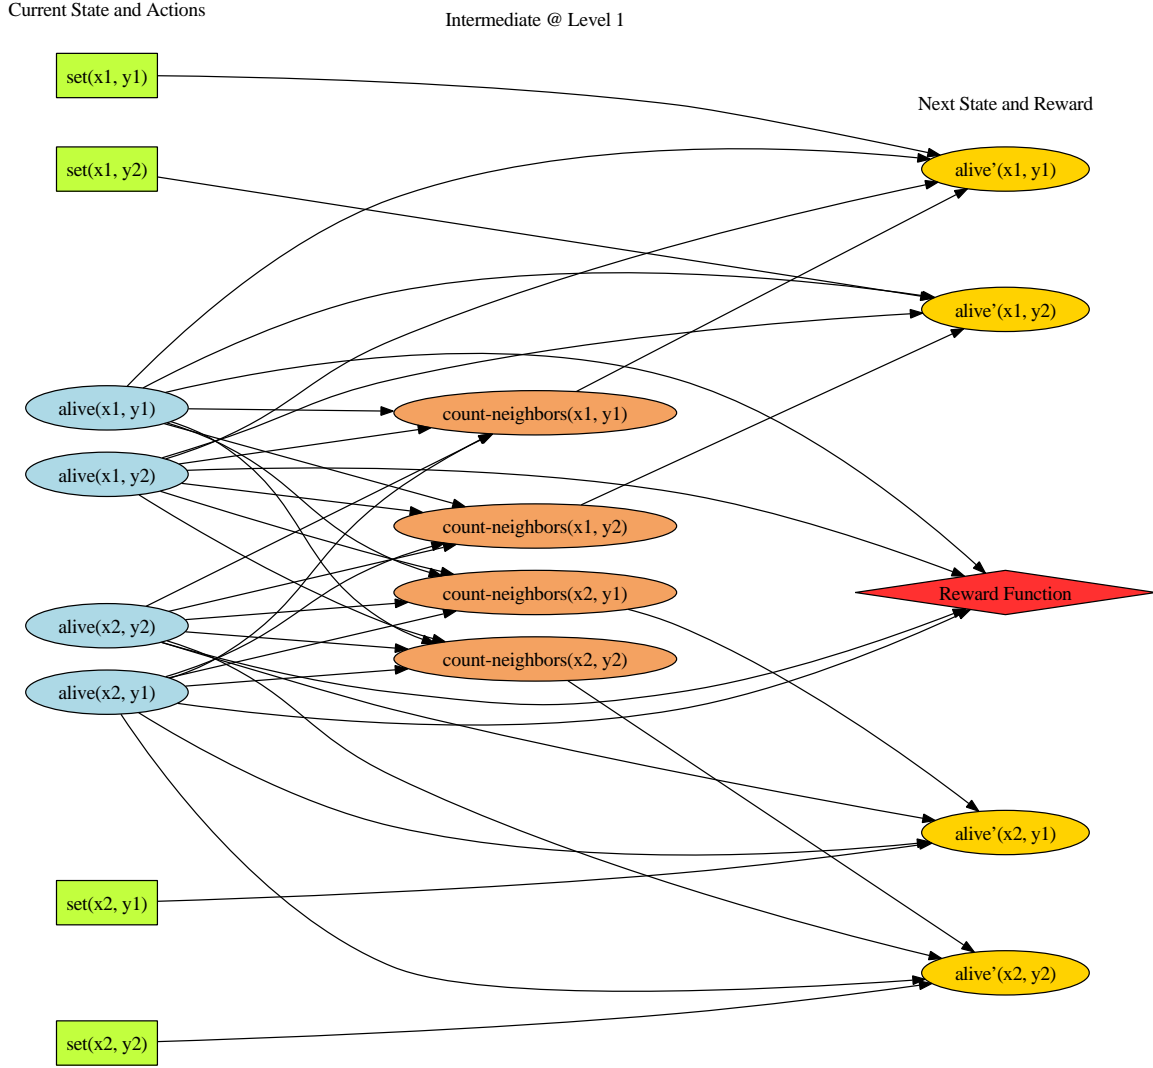 Current State and Actions
Intermediate @ Level 1
Next State and Reward
set(x1, y1)
set(x1, y2)
alive(x1, y1)
alive(x1, y2)
alive(x2, y2)
alive(x2, y1)
set(x2, y1)
set(x2, y2)
count-neighbors(x1, y1)
count-neighbors(x1, y2)
count-neighbors(x2, y1)
count-neighbors(x2, y2)
alive’(x1, y1)
alive’(x1, y2)
Reward Function
alive’(x2, y1)
alive’(x2, y2)